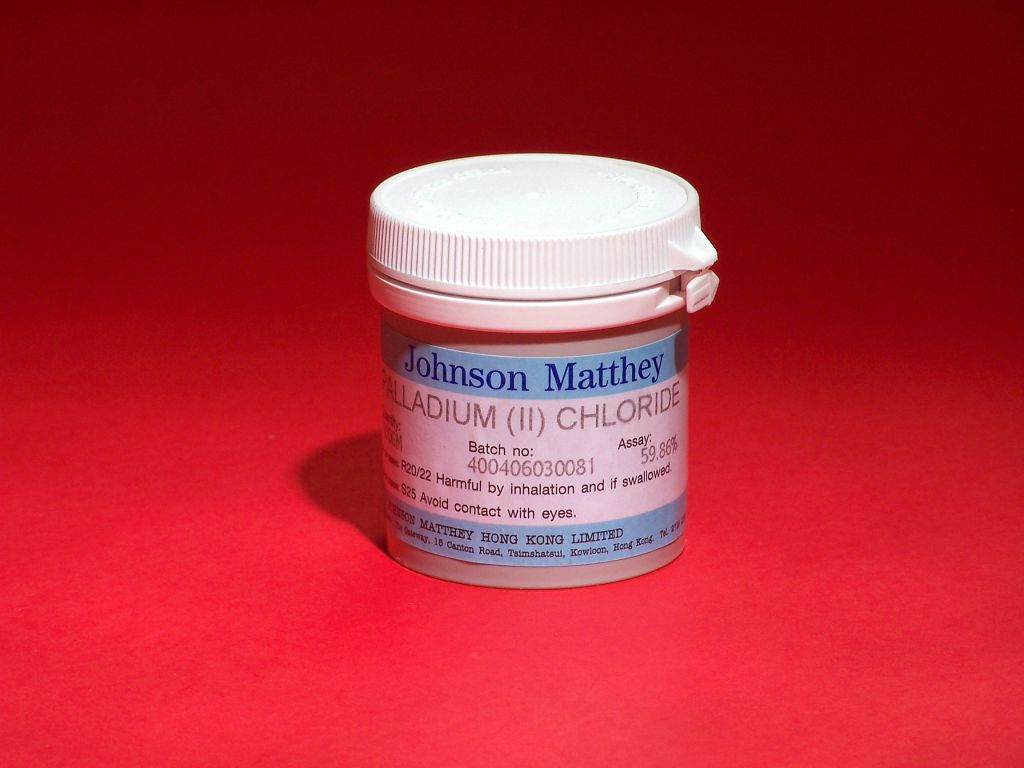 Johnson Matthey
PALLADIUM (II) CHLORIDE
Batch no:
400406030081
Assay:
59.86%
R20/22 Harmful by inhalation and if swallowed.
S25 Avoid contact with eyes.
JOHNSON MATTHEY HONG KONG LIMITED
The Gateway, 15 Canton Road, Tsimshatsui, Kowloon, Hong Kong. Tel.